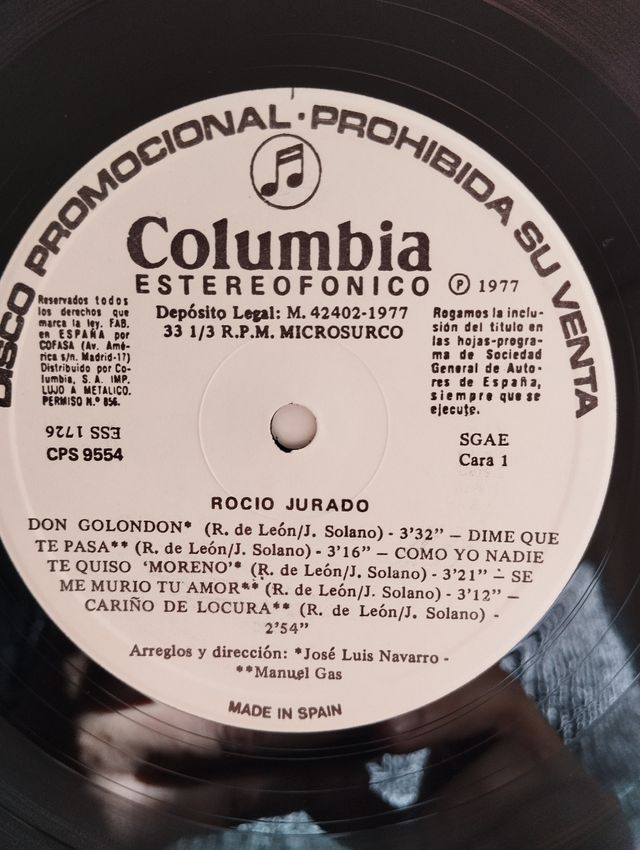 DISCO PROMOCIONAL · PROHIBIDA SU VENTA
Columbia
ESTEREOFONICO Ⓟ 1977
Depósito Legal: M. 42402-1977
33 1/3 R.P.M. MICROSURCO
Reservados todos
los derechos que
marca la ley. FAB.
en ESPAÑA por
COFASA (Av. Amé-
rica s/n. Madrid-17)
Distribuido por Co-
lumbia, S. A. IMP.
LUJO A METALICO.
PERMISO N.º 856.
Rogamos la inclu-
sión del título en
las hojas-progra-
ma de Sociedad
General de Auto-
res de España,
siempre que se
ejecute.
ESS 1726
CPS 9554
SGAE
Cara 1
ROCIO JURADO
DON GOLONDON* (R. de León/J. Solano) - 3'32” — DIME QUE
TE PASA** (R. de León/J. Solano) - 3'16” — COMO YO NADIE
TE QUISO ‘MORENO’* (R. de León/J. Solano) - 3'21” — SE
ME MURIO TU AMOR** (R. de León/J. Solano) - 3'12” —
CARIÑO DE LOCURA** (R. de León/J. Solano) -
2'54”
Arreglos y dirección: *José Luis Navarro -
**Manuel Gas
MADE IN SPAIN